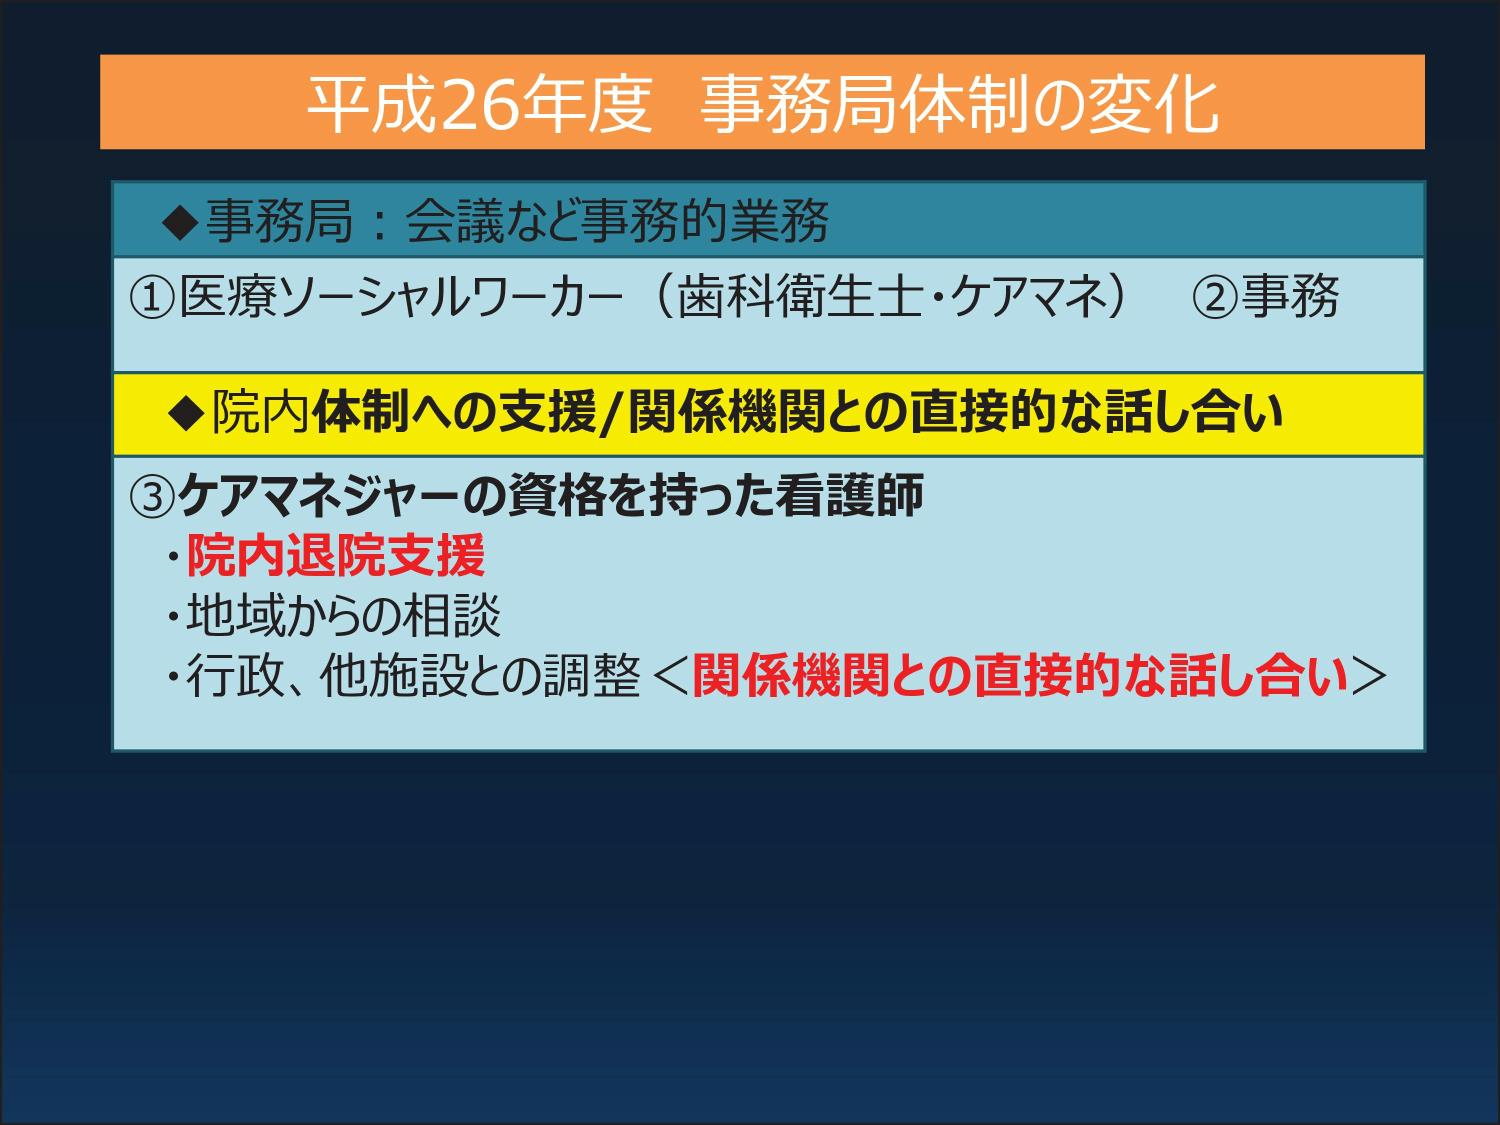 平成26年度　事務局体制の変化
◆事務局：会議など事務的業務
①医療ソーシャルワーカー（歯科衛生士・ケアマネ）　②事務
◆院内体制への支援/関係機関との直接的な話し合い
③ケアマネジャーの資格を持った看護師
・院内退院支援
・地域からの相談
・行政、他施設との調整＜関係機関との直接的な話し合い＞